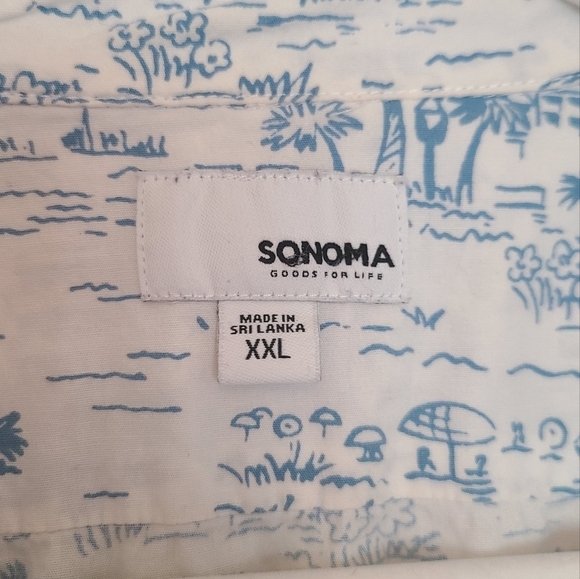 SONOMA
GOODS FOR LIFE
MADE IN
SRI LANKA
XXL